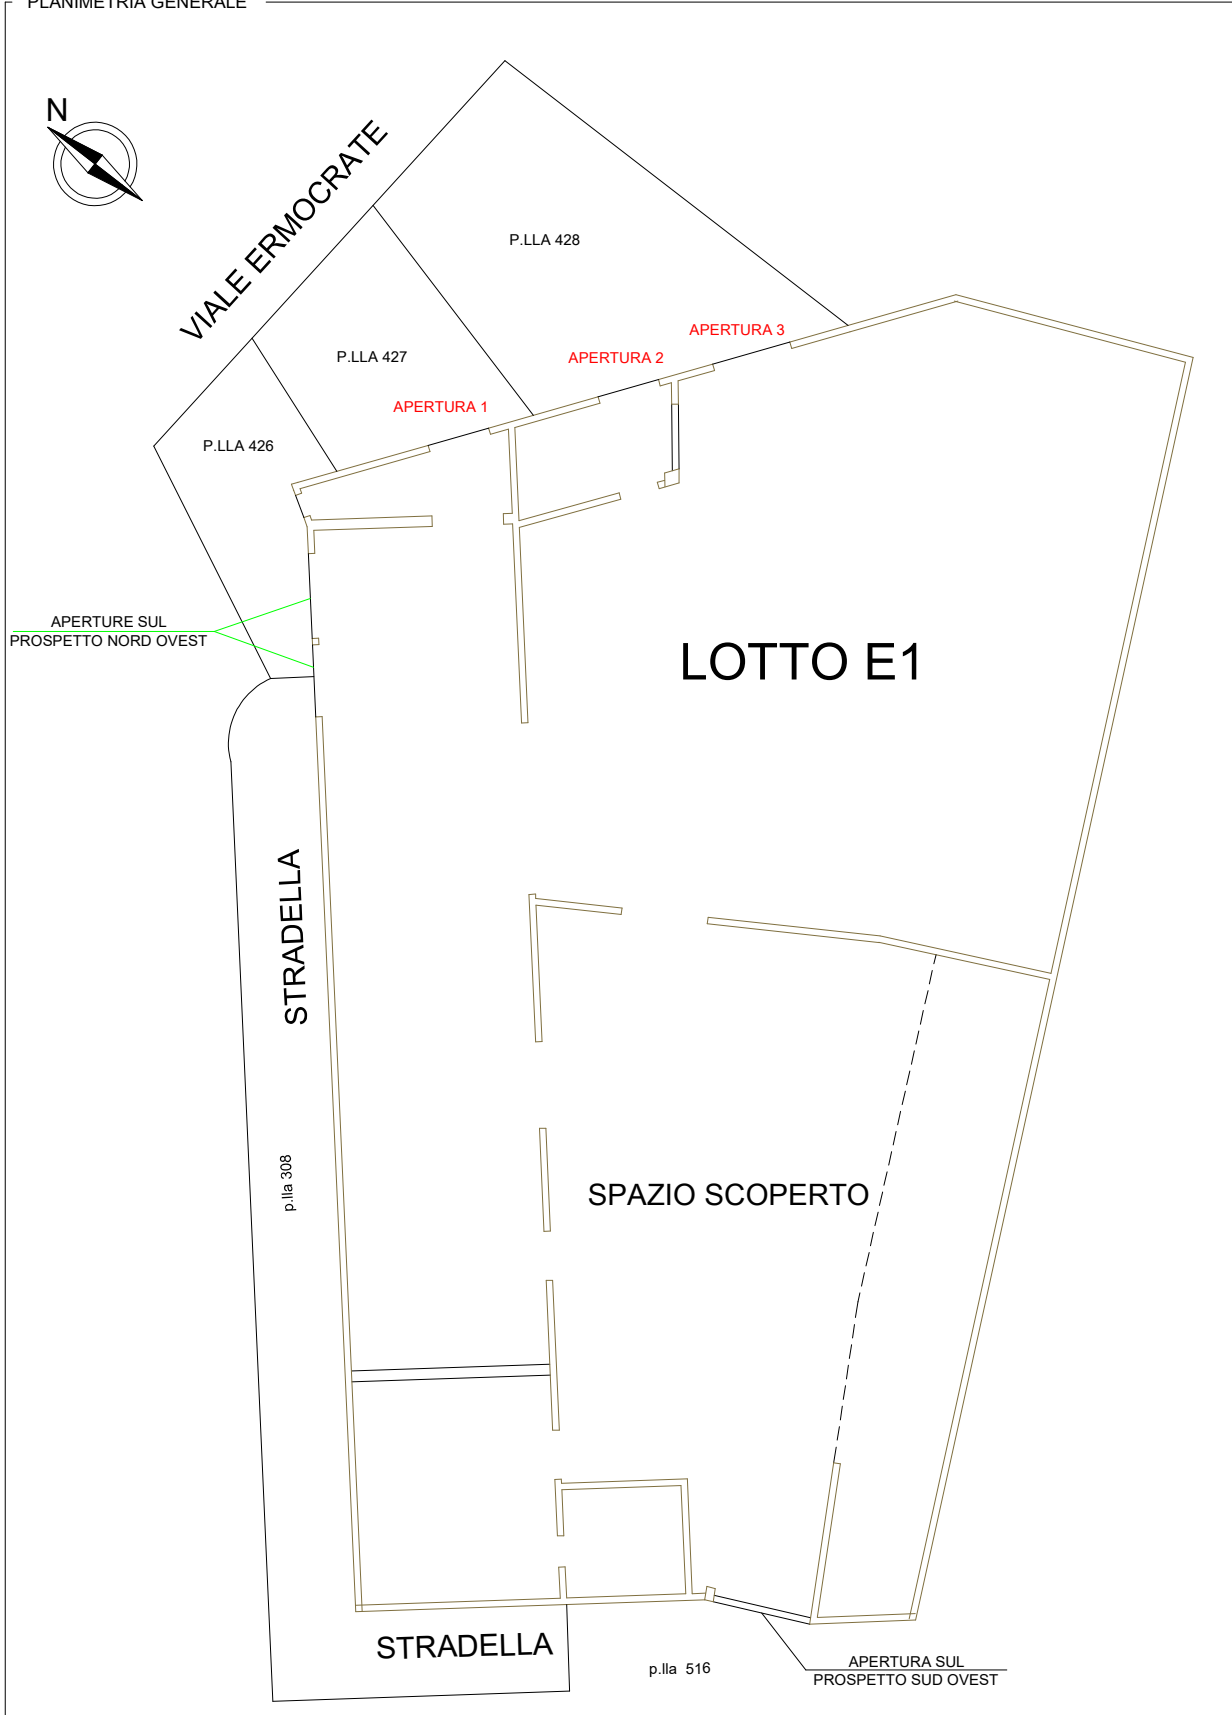 PLANIMETRIA GENERALE
N
VIALE ERMOCRATE
P.LLA 428
APERTURA 3
P.LLA 427
APERTURA 2
APERTURA 1
P.LLA 426
APERTURE SUL
PROSPETTO NORD OVEST
LOTTO E1
STRADELLA
p.lla 308
SPAZIO SCOPERTO
STRADELLA
p.lla 516
APERTURA SUL
PROSPETTO SUD OVEST